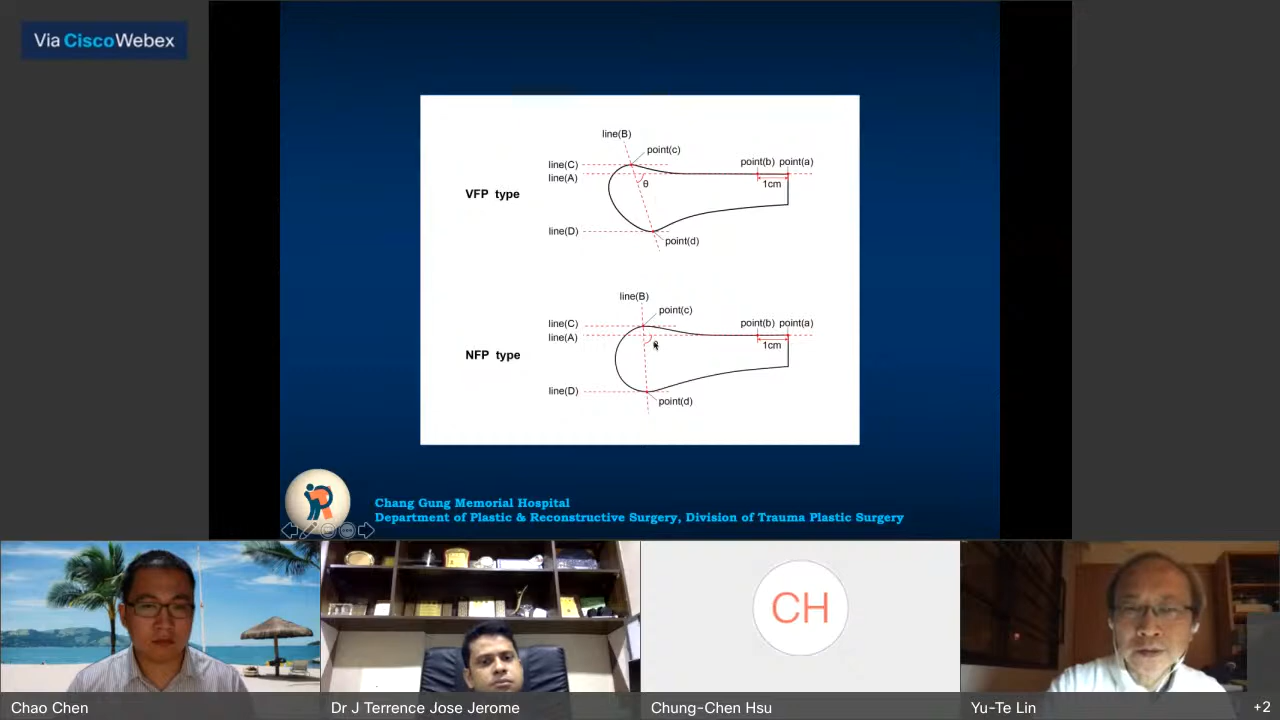 Via CiscoWebex
line(B)
point(c)
line(C)
line(A)
θ
point(b) point(a)
1cm
VFP type
line(D)
point(d)
line(B)
point(c)
line(C)
line(A)
point(b) point(a)
1cm
NFP type
line(D)
point(d)
Chang Gung Memorial Hospital
Department of Plastic & Reconstructive Surgery, Division of Trauma Plastic Surgery
CH
Chao Chen
Dr J Terrence Jose Jerome
Chung-Chen Hsu
Yu-Te Lin
+2